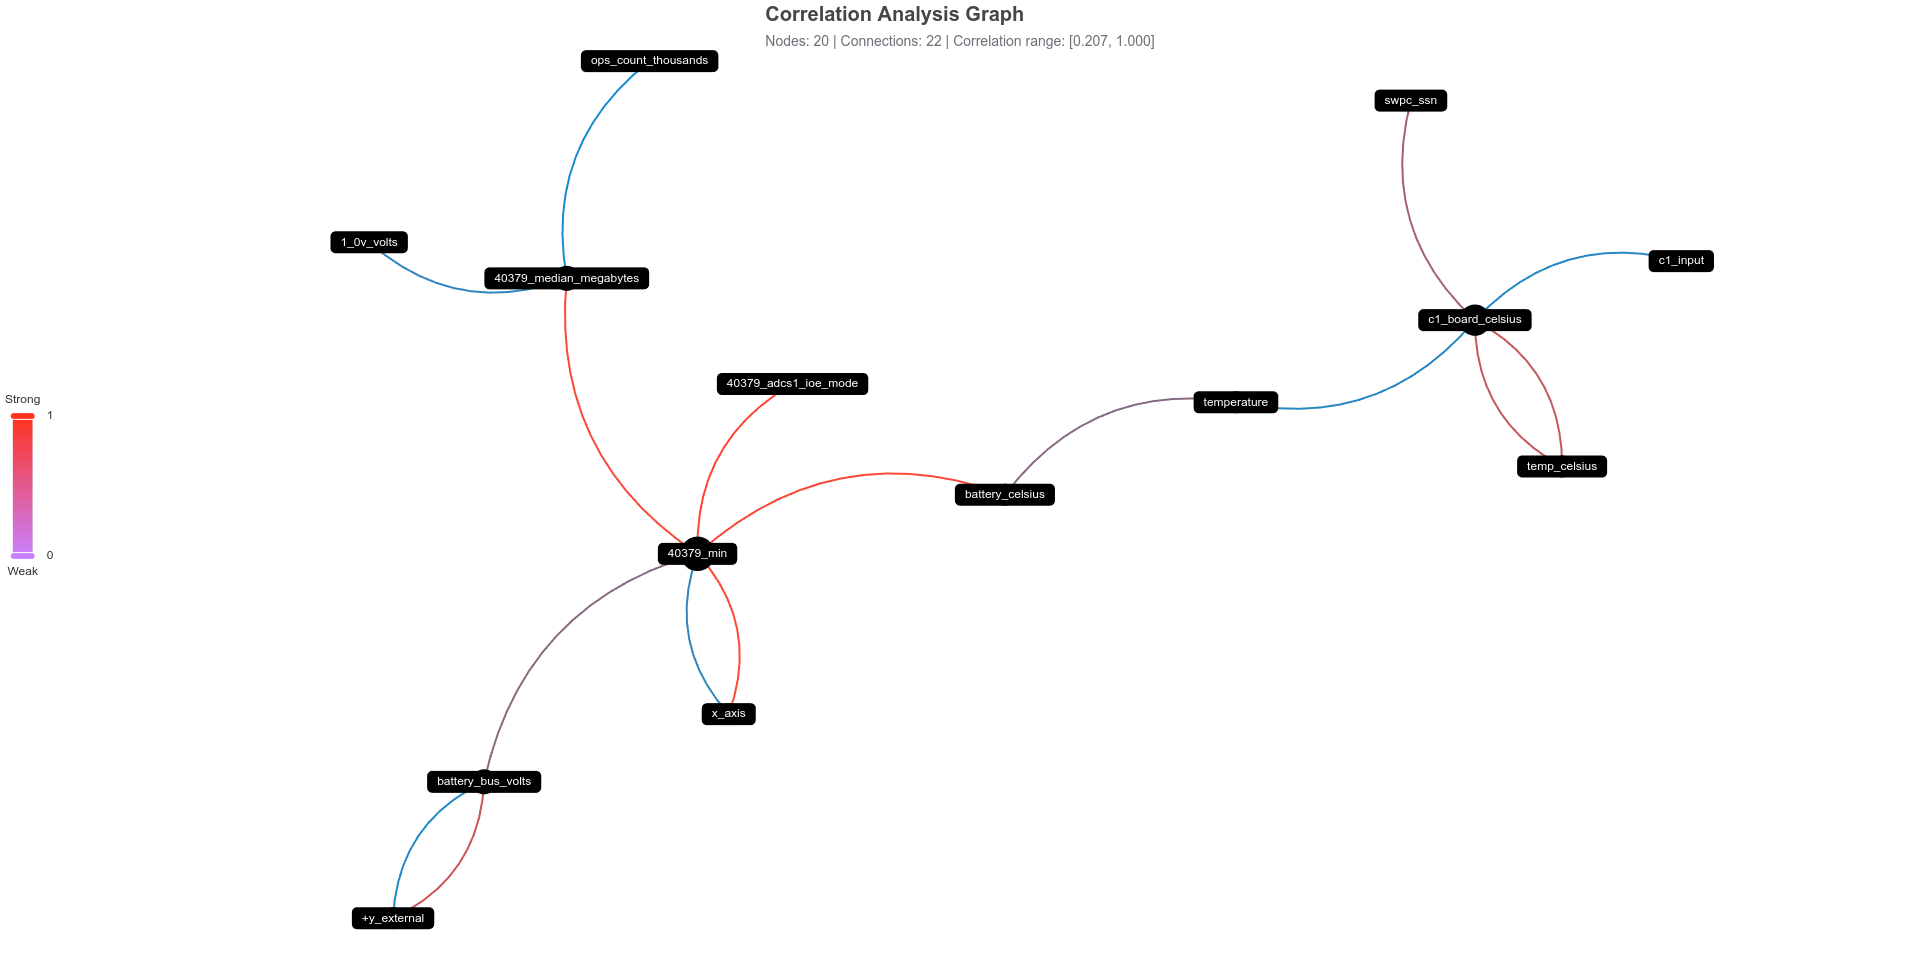 Correlation Analysis Graph
Nodes: 20 | Connections: 22 | Correlation range: [0.207, 1.000]
ops_count_thousands
swpc_ssn
1_0v_volts
c1_input
40379_median_megabytes
c1_board_celsius
40379_adcs1_ioe_mode
temperature
Strong
1
temp_celsius
battery_celsius
40379_min
0
Weak
x_axis
battery_bus_volts
+y_external